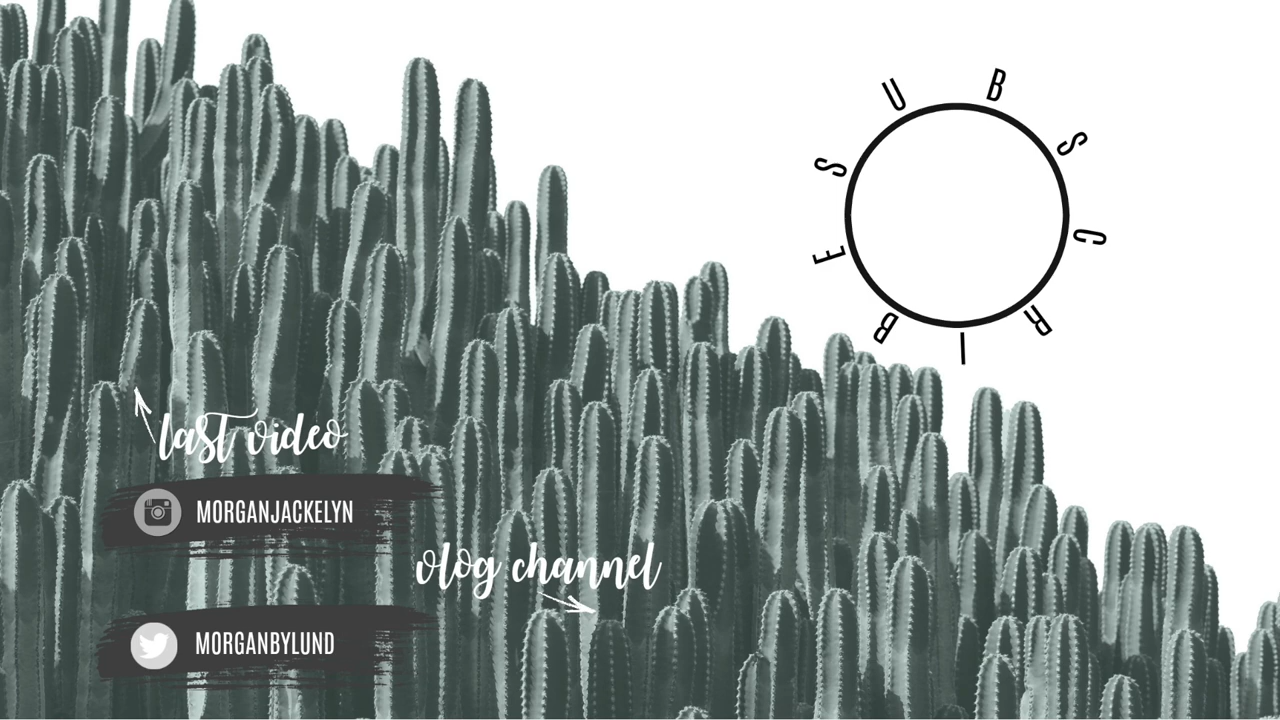 SUBSCRIBE
last video
MORGANJACKELYN
vlog channel
MORGANBYLUND